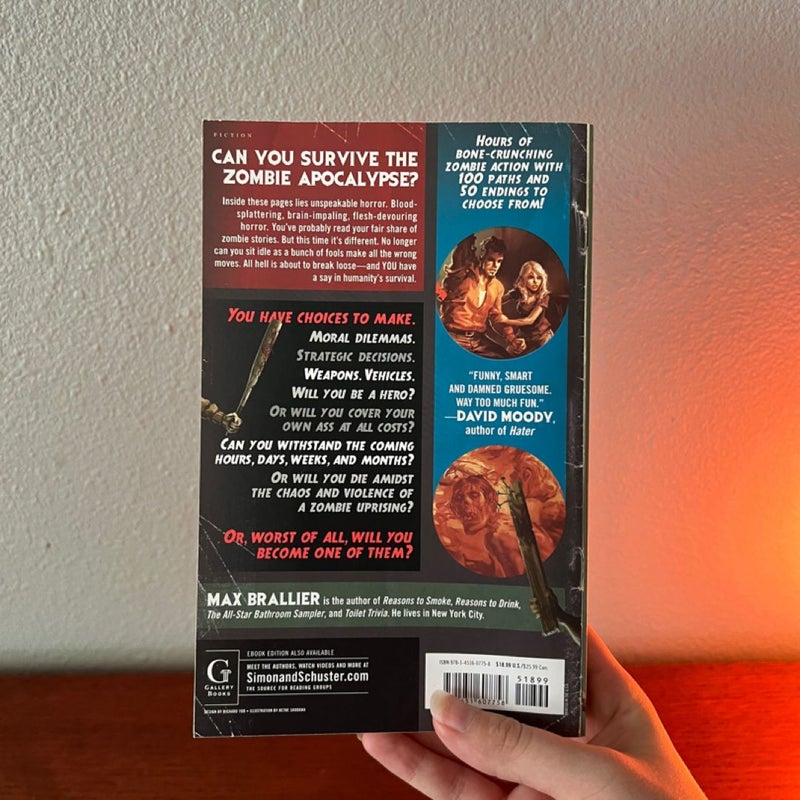 FICTION
CAN YOU SURVIVE THE
ZOMBIE APOCALYPSE?
Inside these pages lies unspeakable horror. Blood-
splattering, brain-impaling, flesh-devouring
horror. You've probably read your fair share of
zombie stories. But this time it's different. No longer
can you sit idle as a bunch of fools make all the wrong
moves. All hell is about to break loose—and YOU have
a say in humanity's survival.
YOU HAVE CHOICES TO MAKE.
MORAL DILEMMAS.
STRATEGIC DECISIONS.
WEAPONS. VEHICLES.
WILL YOU BE A HERO?
OR WILL YOU COVER YOUR
OWN ASS AT ALL COSTS?
CAN YOU WITHSTAND THE COMING
HOURS, DAYS, WEEKS, AND MONTHS?
OR WILL YOU DIE AMIDST
THE CHAOS AND VIOLENCE OF
A ZOMBIE UPRISING?
OR, WORST OF ALL, WILL YOU
BECOME ONE OF THEM?
HOURS OF
BONE-CRUNCHING
ZOMBIE ACTION WITH
100 PATHS AND
50 ENDINGS TO
CHOOSE FROM!
"FUNNY, SMART
AND DAMNED GRUESOME.
WAY TOO MUCH FUN."
—DAVID MOODY,
author of Hater
MAX BRALLIER is the author of Reasons to Smoke, Reasons to Drink,
The All-Star Bathroom Sampler, and Toilet Trivia. He lives in New York City.
G
GALLERY
BOOKS
EBOOK EDITION ALSO AVAILABLE
MEET THE AUTHORS, WATCH VIDEOS AND MORE AT
SimonandSchuster.com
THE SOURCE FOR READING GROUPS
ISBN 978-1-4516-0775-8 $18.99 U.S./$25.99 Can.
51899
607758